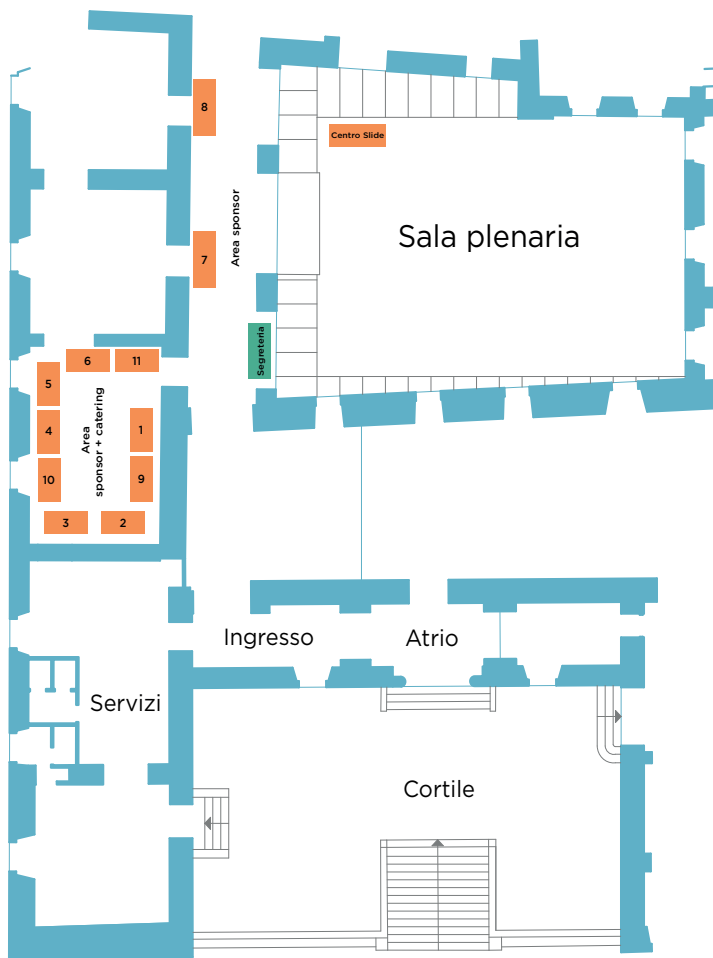 8
Centro Slide
Area sponsor
Sala plenaria
7
Segreteria
6
11
5
4
1
Area
sponsor + catering
10
9
3
2
Ingresso
Atrio
Servizi
Cortile